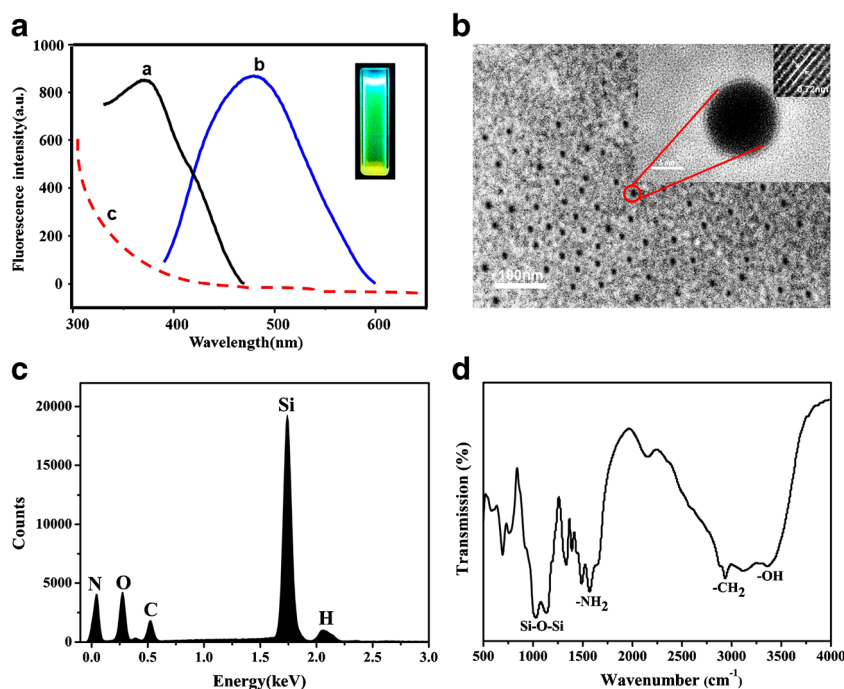 a
1000
800
600
400
200
0
a
b
c
300
400
500
600
Fluorescence intensity(a.u.)
Wavelength(nm)
b
0.72nm
100nm
c
20000
15000
10000
5000
0
N
O
C
Si
H
0.0
0.5
1.0
1.5
2.0
2.5
3.0
Counts
Energy(keV)
d
Transmission (%)
Si-O-Si
-NH2
-CH2
-OH
500
1000
1500
2000
2500
3000
3500
4000
Wavenumber (cm⁻¹)